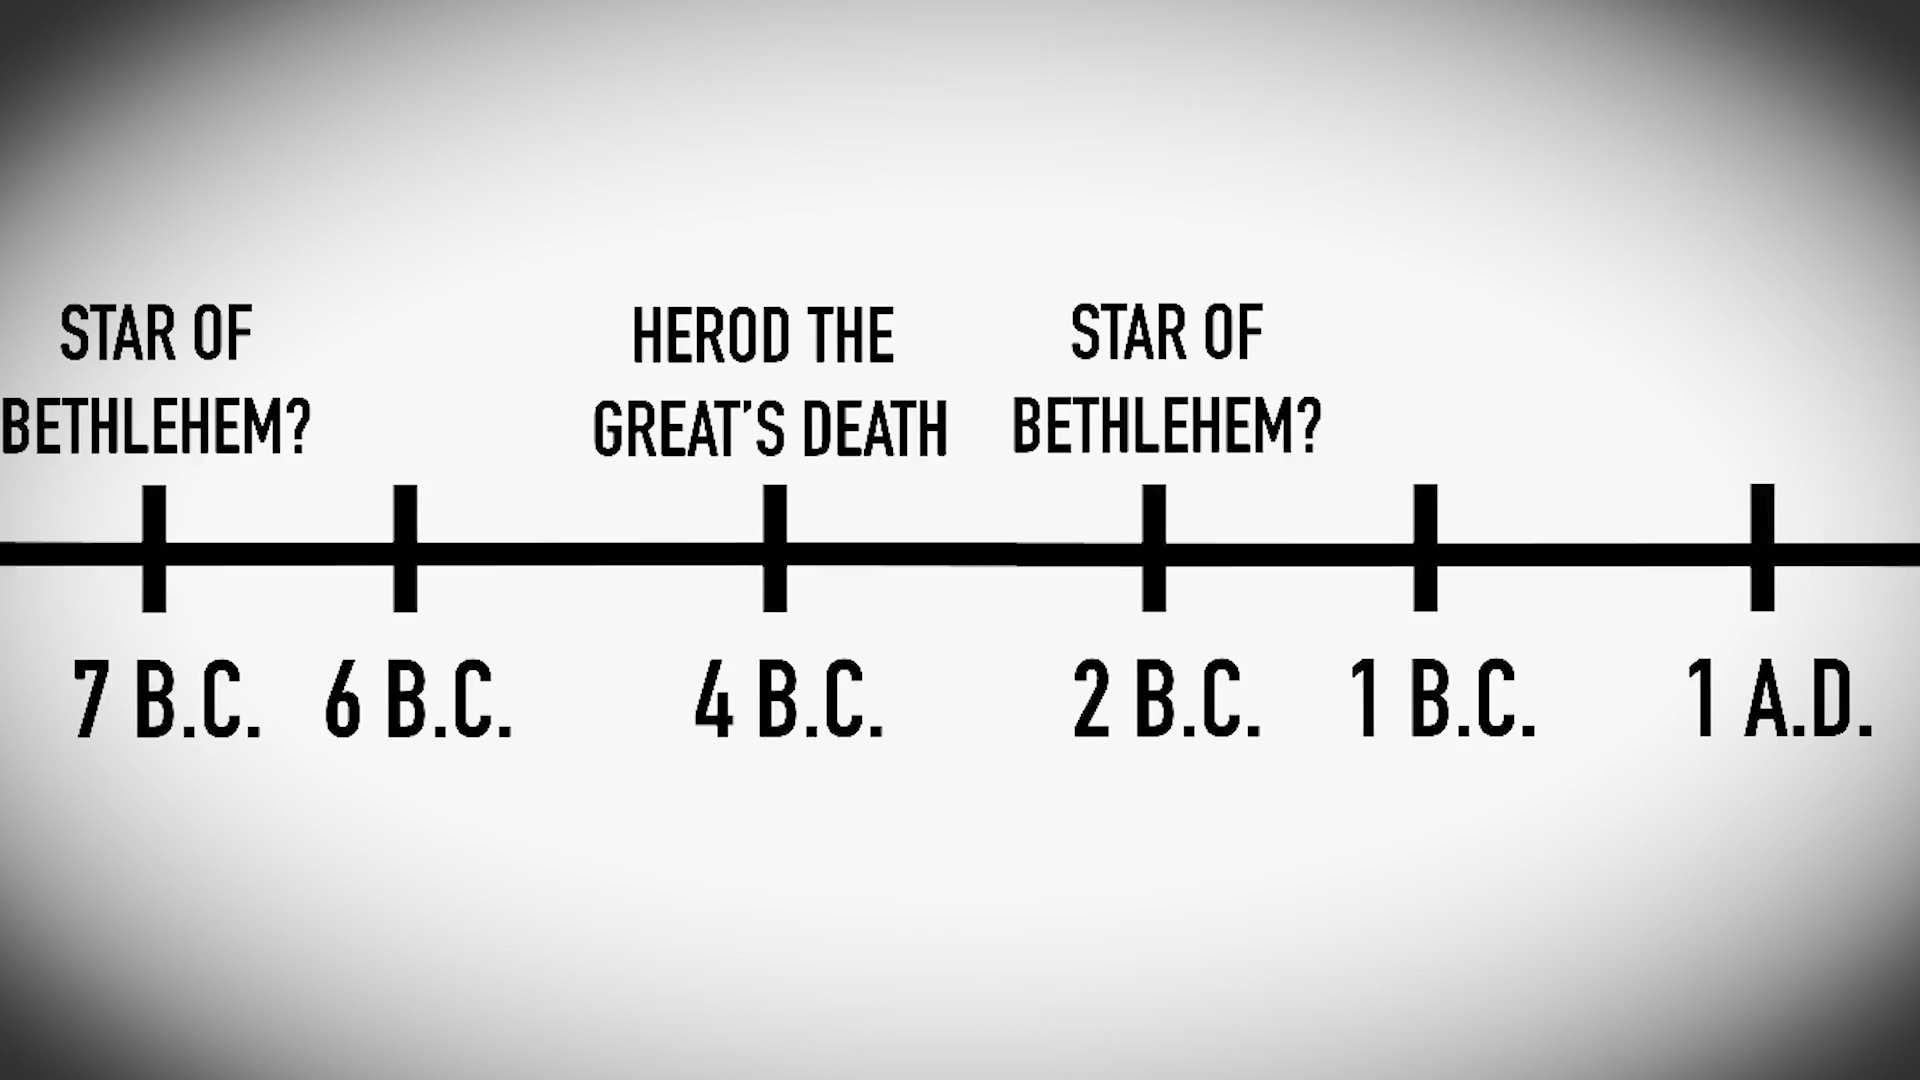 STAR OF
BETHLEHEM?
HEROD THE
GREAT'S DEATH
STAR OF
BETHLEHEM?
7 B.C.
6 B.C.
4 B.C.
2 B.C.
1 B.C.
1 A.D.